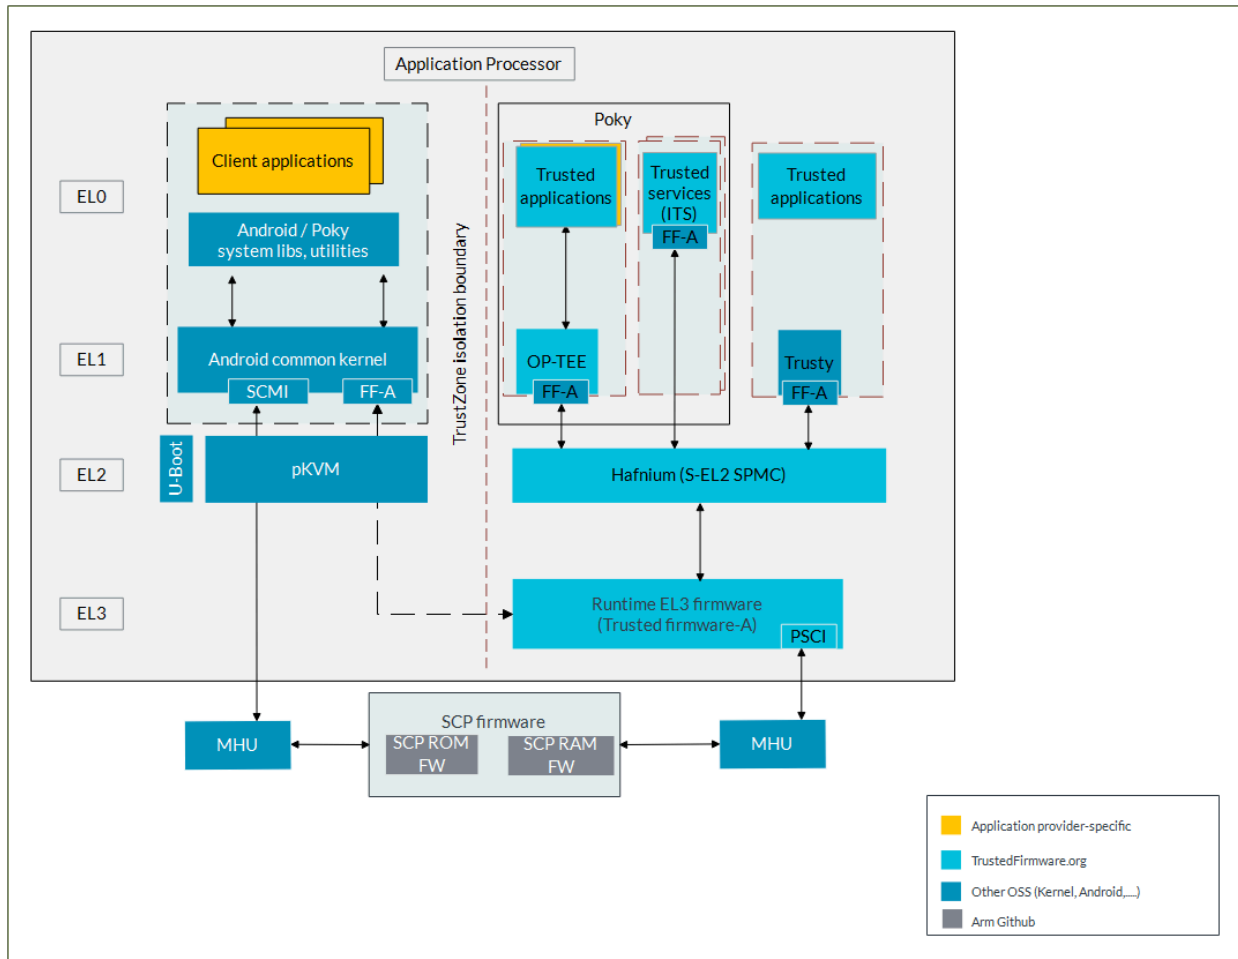 Application Processor
Poky
Client applications
Trusted
applications
Trusted
services
(ITS)
FF-A
Trusted
applications
EL0
Android / Poky
system libs, utilities
TrustZone isolation boundary
EL1
Android common kernel
SCMI
FF-A
OP-TEE
FF-A
Trusty
FF-A
EL2
U-Boot
pKVM
Hafnium (S-EL2 SPMC)
EL3
Runtime EL3 firmware
(Trusted firmware-A)
PSCI
MHU
SCP firmware
SCP ROM
FW
SCP RAM
FW
MHU
Application provider-specific
TrustedFirmware.org
Other OSS (Kernel, Android,....)
Arm Github